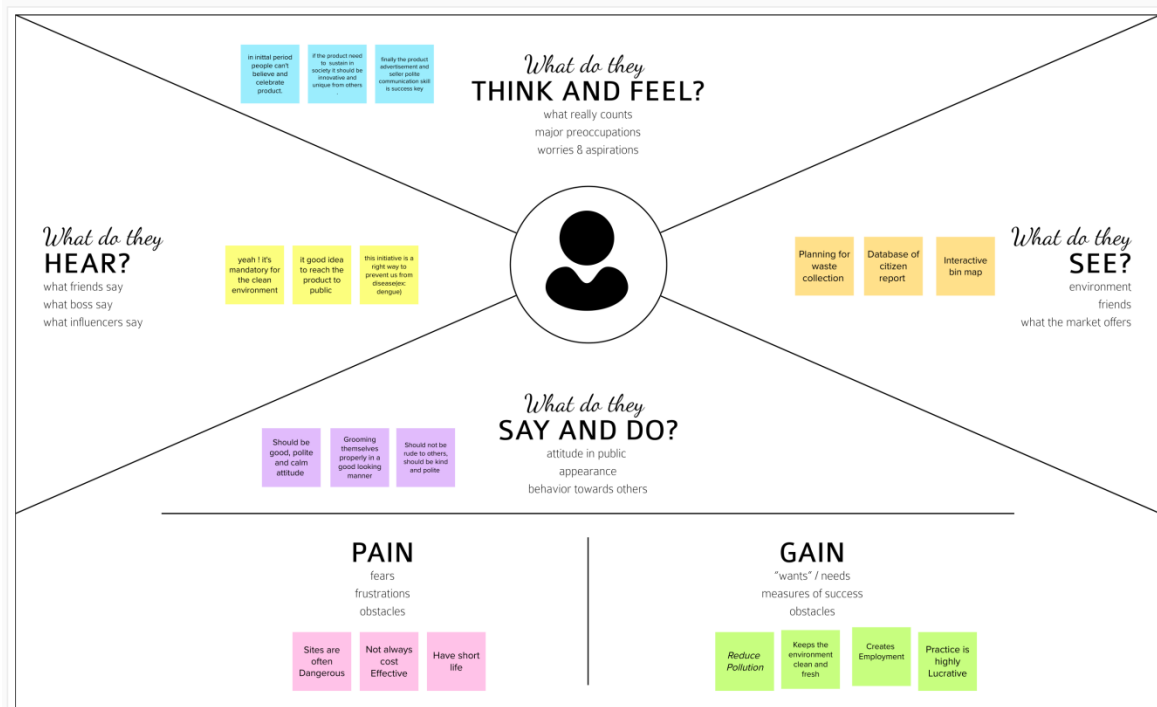 in initial period
people can't
believe and
celebrate
product.
if the product need
to sustain in
society it should be
innovative and
unique from others
.
finally the product
advertisement and
seller polite
communication skill
is success key
What do they
THINK AND FEEL?
what really counts
major preoccupations
worries & aspirations
What do they
HEAR?
what friends say
what boss say
what influencers say
yeah ! it's
mandatory for
the clean
environment
it good idea
to reach the
product to
public
this initiative is a
right way to
prevent us from
disease(ex:
dengue)
Planning for
waste
collection
Database of
citizen
report
Interactive
bin map
What do they
SEE?
environment
friends
what the market offers
What do they
SAY AND DO?
attitude in public
appearance
behavior towards others
Should be
good, polite
and calm
attitude
Grooming
themselves
properly in a
good looking
manner
Should not be
rude to others,
should be kind
and polite
PAIN
fears
frustrations
obstacles
Sites are
often
Dangerous
Not always
cost
Effective
Have short
life
GAIN
"wants" / needs
measures of success
obstacles
Reduce
Pollution
Keeps the
environment
clean and
fresh
Creates
Employment
Practice is
highly
Lucrative